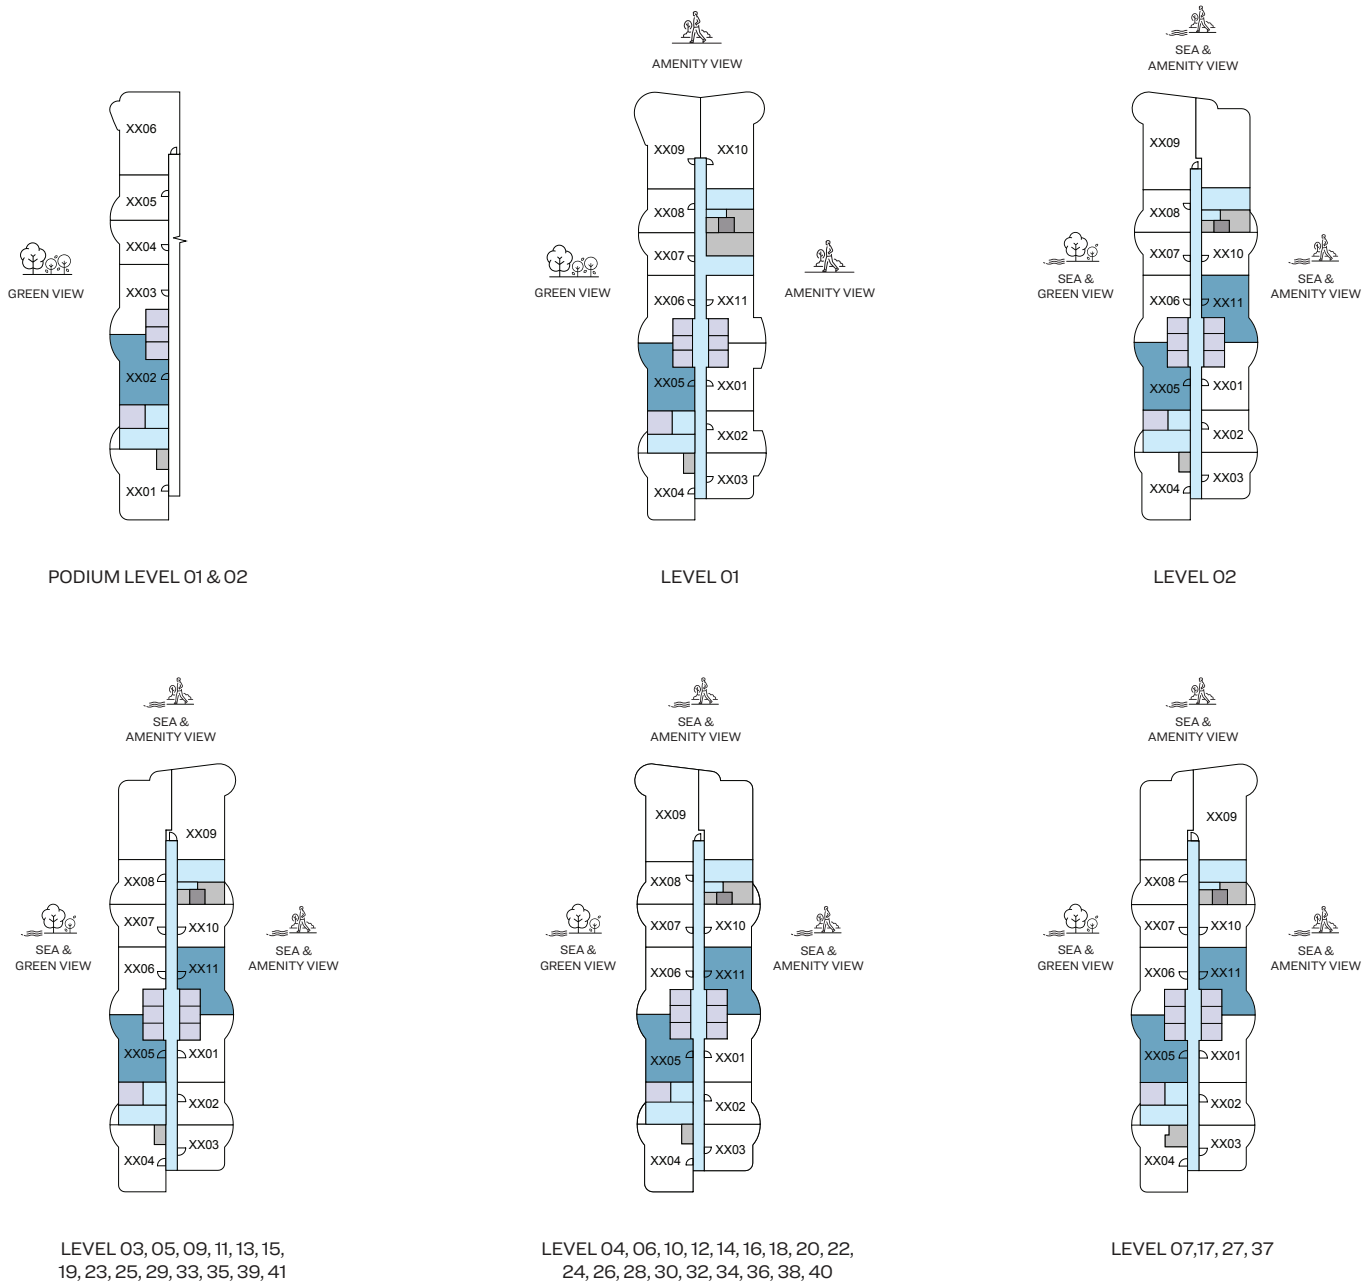 AMENITY VIEW
SEA &
AMENITY VIEW
XX06
XX05
XX04
XX03
XX02
XX01
GREEN VIEW
PODIUM LEVEL 01 & 02
XX09
XX10
XX08
XX07
XX06
XX11
XX05
XX01
XX02
XX03
XX04
GREEN VIEW
AMENITY VIEW
LEVEL 01
XX09
XX08
XX07
XX10
XX06
XX11
XX05
XX01
XX02
XX03
XX04
SEA &
GREEN VIEW
SEA &
AMENITY VIEW
LEVEL 02
SEA &
AMENITY VIEW
XX09
XX08
XX07
XX10
XX06
XX11
XX05
XX01
XX02
XX03
XX04
SEA &
GREEN VIEW
SEA &
AMENITY VIEW
LEVEL 03, 05, 09, 11, 13, 15,
19, 23, 25, 29, 33, 35, 39, 41
SEA &
AMENITY VIEW
XX09
XX08
XX07
XX10
XX06
XX11
XX05
XX01
XX02
XX03
XX04
SEA &
GREEN VIEW
SEA &
AMENITY VIEW
LEVEL 04, 06, 10, 12, 14, 16, 18, 20, 22,
24, 26, 28, 30, 32, 34, 36, 38, 40
SEA &
AMENITY VIEW
XX09
XX08
XX07
XX10
XX06
XX11
XX05
XX01
XX02
XX03
XX04
SEA &
GREEN VIEW
SEA &
AMENITY VIEW
LEVEL 07,17, 27, 37